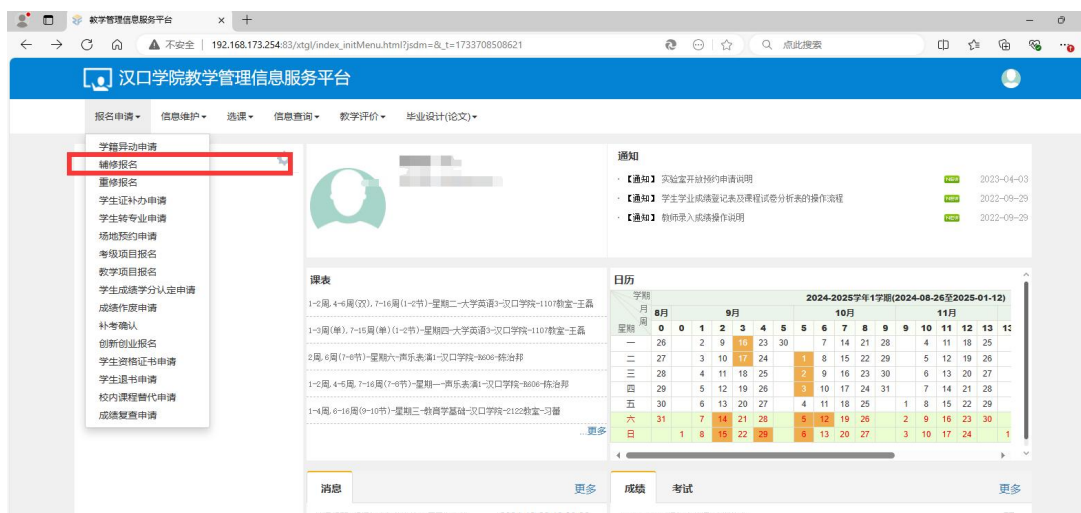 教学管理信息服务平台
不安全 | 192.168.173.254:83/xtgl/index_initMenu.html?jsdm=&_t=1733708508621
点此搜索
汉口学院教学管理信息服务平台
报名申请 信息维护 选课 信息查询 教学评价 毕业设计(论文)
学籍异动申请
辅修报名
重修报名
学生证补办申请
学生转专业申请
场地预约申请
考级项目报名
教学项目报名
学生成绩学分认定申请
成绩作废申请
补考确认
创新创业报名
学生资格证书申请
学生退书申请
校内课程替代申请
成绩复查申请
通知
·【通知】实验室开放预约申请说明 NEW 2023-04-03
·【通知】学生学业成绩登记表及课程试卷分析表的操作流程 NEW 2022-09-29
·【通知】教师录入成绩操作说明 NEW 2022-09-29
课表
1-2周,4-6周(双),7-16周(1-2节)-星期二-大学英语3-汉口学院-1107教室-王磊
1-3周(单),7-15周(单)(1-2节)-星期四-大学英语3-汉口学院-1107教室-王磊
2周,6周(7-8节)-星期六-声乐表演1-汉口学院-B606-陈治邦
1-2周,4-5周,7-16周(7-8节)-星期一-声乐表演1-汉口学院-B606-陈治邦
1-4周,6-16周(9-10节)-星期三-教育学基础-汉口学院-2122教室-习蕾
...更多
日历
学期 2024-2025学年1学期(2024-08-26至2025-01-12)
月 8月 9月 10月 11月
周
星期 0 0 1 2 3 4 5 5 6 7 8 9 9 10 11 12 13 13
一 26 2 9 16 23 30 7 14 21 28 4 11 18 25
二 27 3 10 17 24 1 8 15 22 29 5 12 19 26
三 28 4 11 18 25 2 9 16 23 30 6 13 20 27
四 29 5 12 19 26 3 10 17 24 31 7 14 21 28
五 30 6 13 20 27 4 11 18 25 1 8 15 22 29
六 31 7 14 21 28 5 12 19 26 2 9 16 23 30
日 1 8 15 22 29 6 13 20 27 3 10 17 24 1
消息 更多
成绩 考试 更多